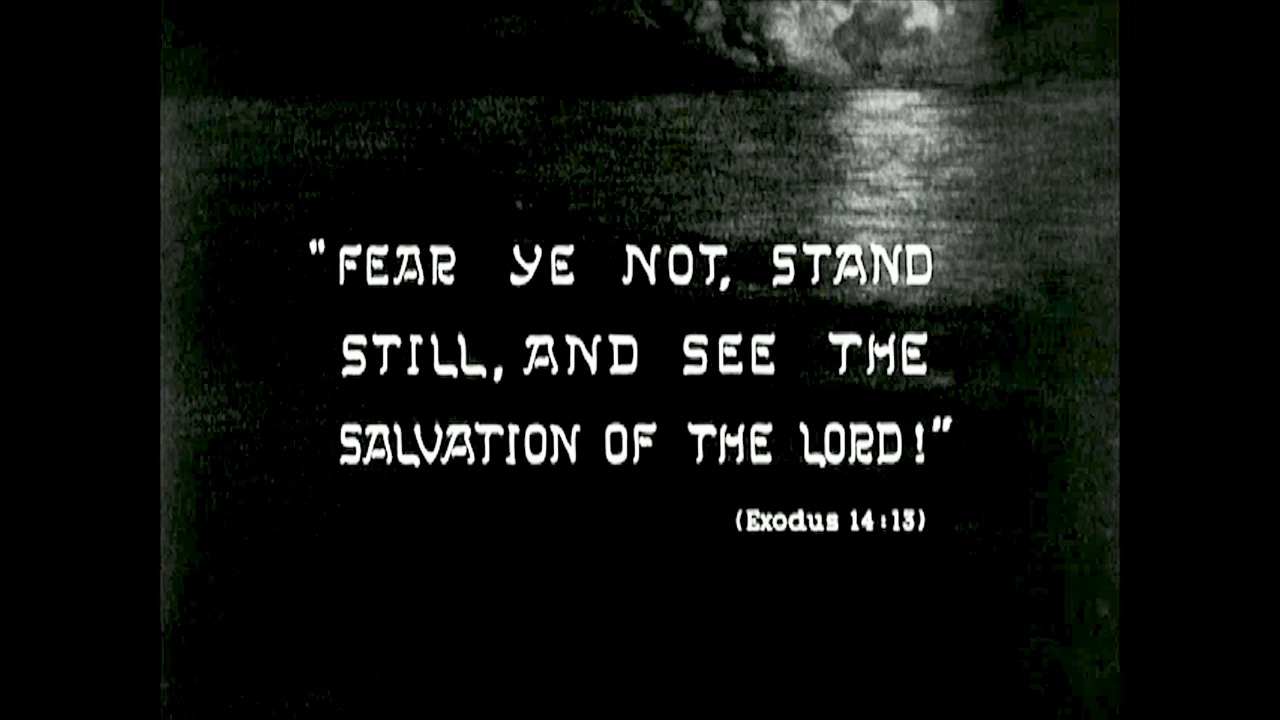 "FEAR YE NOT, STAND
STILL, AND SEE THE
SALVATION OF THE LORD!"
(Exodus 14:13)